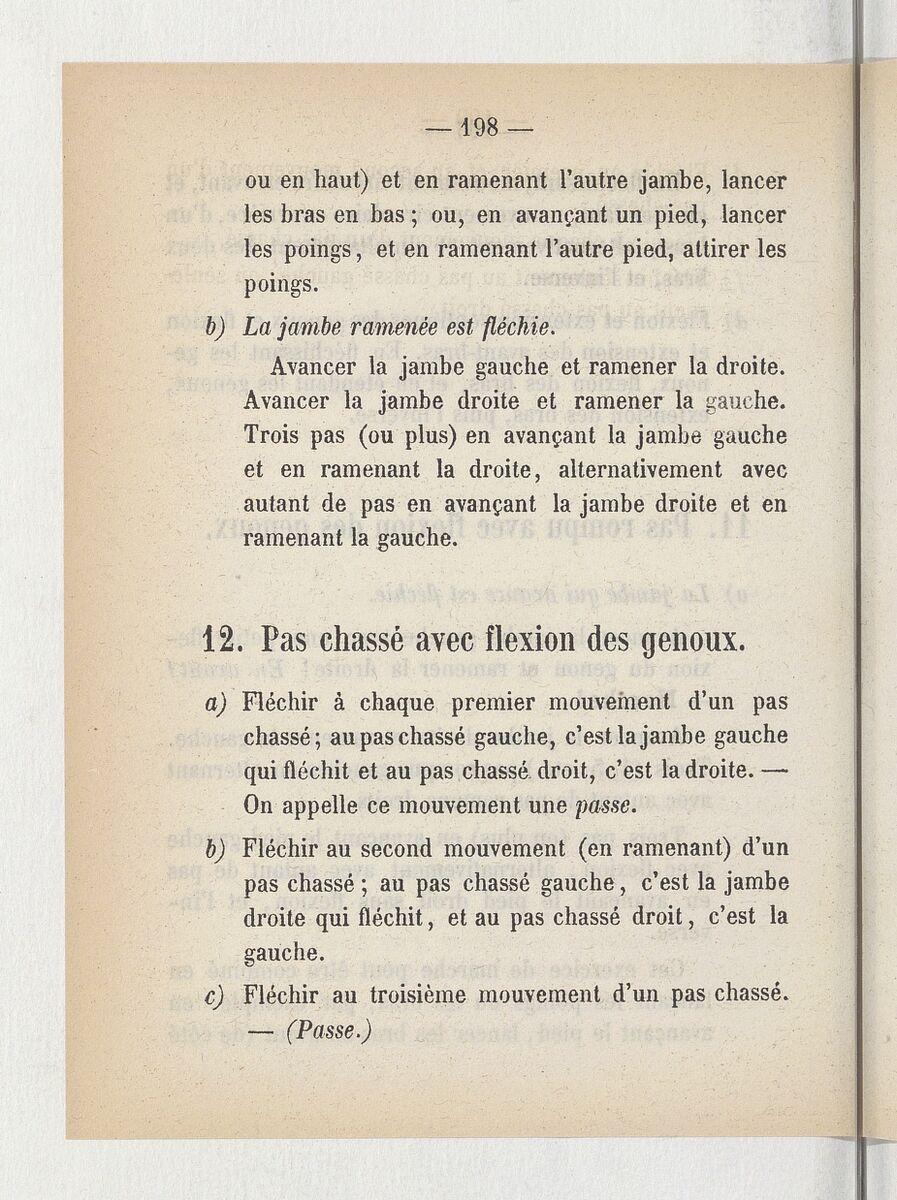 — 198 —
ou en haut) et en ramenant l'autre jambe, lancer
les bras en bas ; ou, en avançant un pied, lancer
les poings, et en ramenant l'autre pied, attirer les
poings.
b) La jambe ramenée est fléchie.
Avancer la jambe gauche et ramener la droite.
Avancer la jambe droite et ramener la gauche.
Trois pas (ou plus) en avançant la jambe gauche
et en ramenant la droite, alternativement avec
autant de pas en avançant la jambe droite et en
ramenant la gauche.
12. Pas chassé avec flexion des genoux.
a) Fléchir à chaque premier mouvement d'un pas
chassé ; au pas chassé gauche, c'est la jambe gauche
qui fléchit et au pas chassé droit, c'est la droite. —
On appelle ce mouvement une passe.
b) Fléchir au second mouvement (en ramenant) d'un
pas chassé ; au pas chassé gauche, c'est la jambe
droite qui fléchit, et au pas chassé droit, c'est la
gauche.
c) Fléchir au troisième mouvement d'un pas chassé.
— (Passe.)